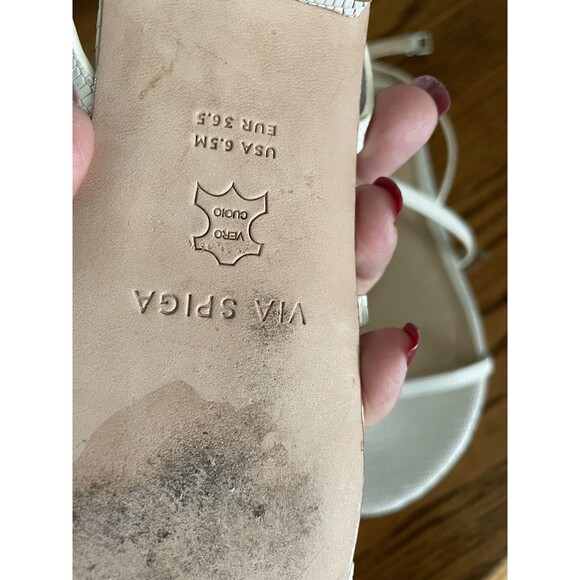 VIA SPIGA
VERO
CUOIO
USA 6.5M
EUR 36.5